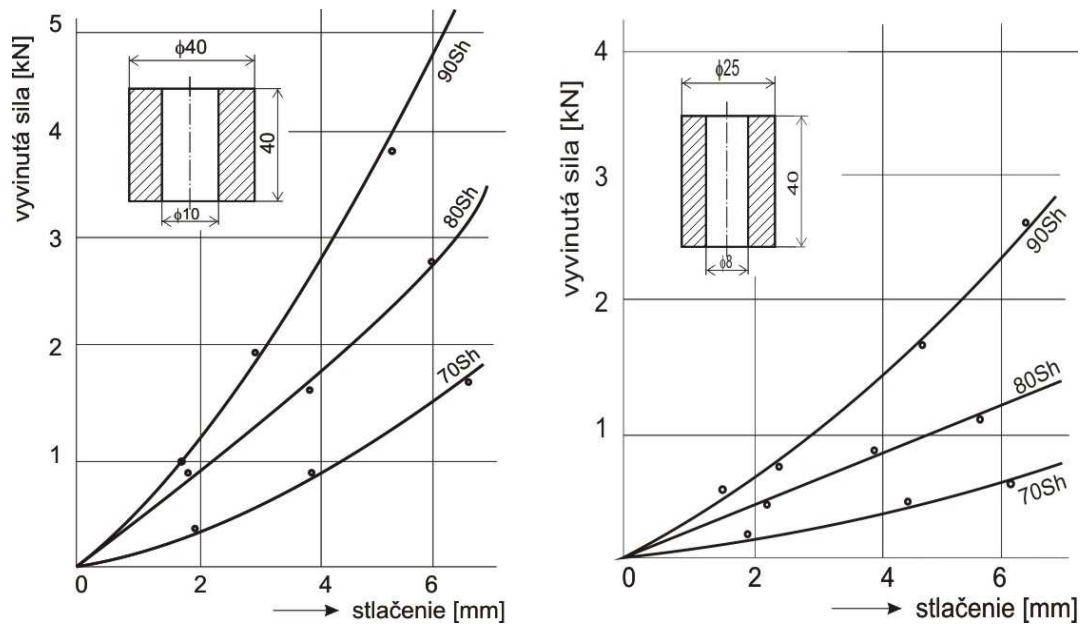 vyvinutá sila [kN]
5
4
3
2
1
0
2
4
6
stlačenie [mm]
ϕ40
40
ϕ10
90Sh
80Sh
70Sh
vyvinutá sila [kN]
4
3
2
1
0
2
4
6
stlačenie [mm]
ϕ25
40
ϕ8
90Sh
80Sh
70Sh